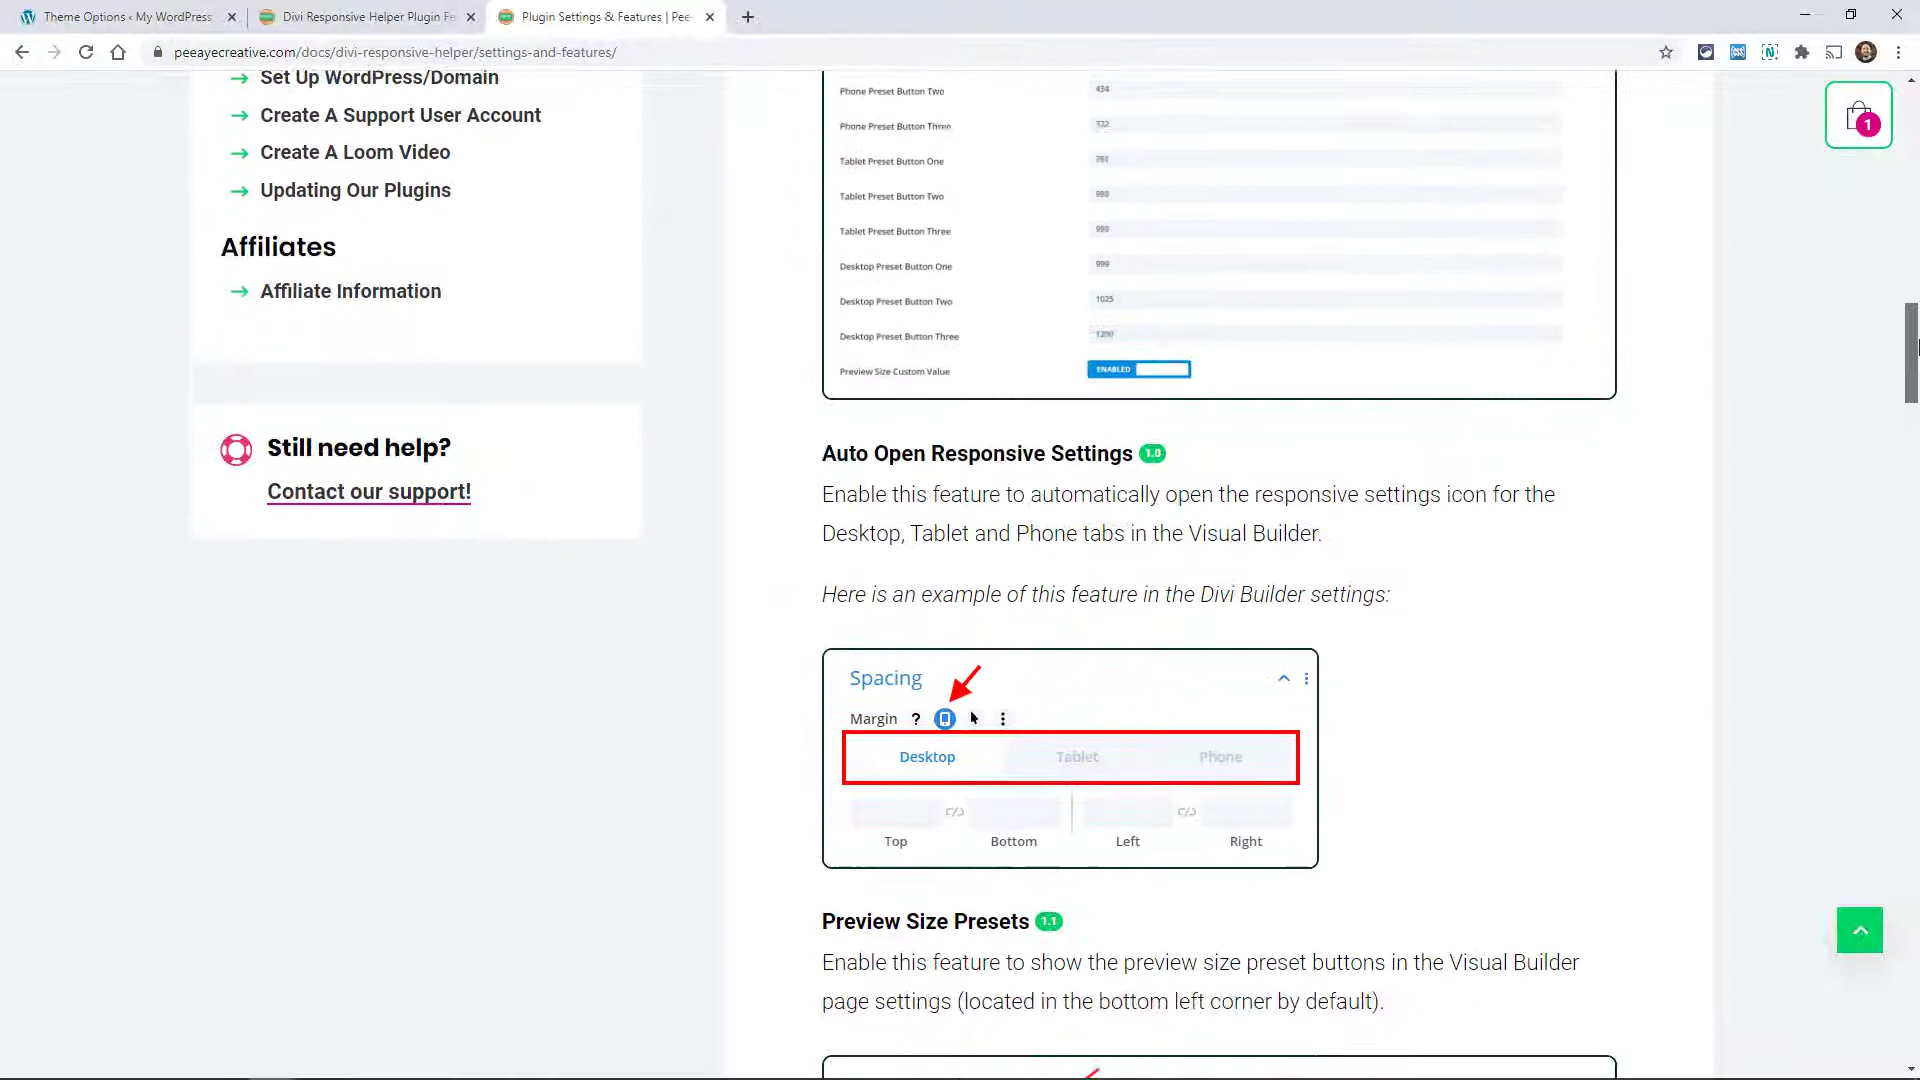 Theme Options ‹ My WordPress
Divi Responsive Helper Plugin Fe
Plugin Settings & Features | Pee
peeayecreative.com/docs/divi-responsive-helper/settings-and-features/
Set Up WordPress/Domain
Create A Support User Account
Create A Loom Video
Updating Our Plugins
Affiliates
Affiliate Information
Still need help?
Contact our support!
Phone Preset Button Two
434
Phone Preset Button Three
Tablet Preset Button One
Tablet Preset Button Two
980
Tablet Preset Button Three
Desktop Preset Button One
999
Desktop Preset Button Two
1025
Desktop Preset Button Three
Preview Size Custom Value
ENABLED
1
Auto Open Responsive Settings 1.0
Enable this feature to automatically open the responsive settings icon for the
Desktop, Tablet and Phone tabs in the Visual Builder.
Here is an example of this feature in the Divi Builder settings:
Spacing
Margin ?
Desktop Tablet Phone
Top Bottom Left Right
Preview Size Presets 1.1
Enable this feature to show the preview size preset buttons in the Visual Builder
page settings (located in the bottom left corner by default).